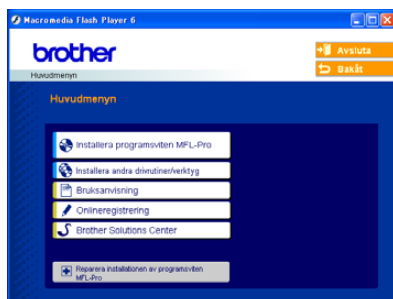 Macromedia Flash Player 6
brother
Avsluta
Bakåt
Huvudmenyn
Huvudmenyn
Installera programsviten MFL-Pro
Installera andra drivrutiner/verktyg
Bruksanvisning
Onlineregistrering
Brother Solutions Center
Reparera installationen av programsviten
MFL-Pro